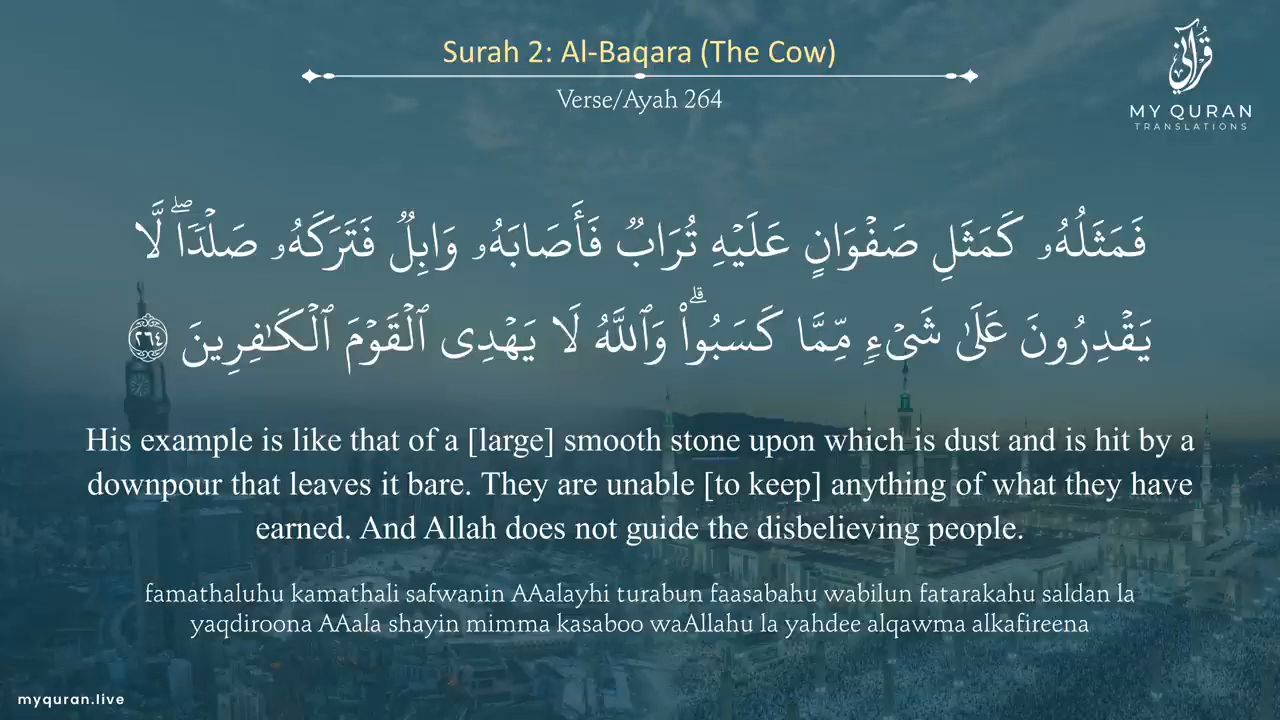 Surah 2: Al-Baqara (The Cow)
Verse/Ayah 264
قُرْآنِي
MY QURAN
TRANSLATIONS
فَمَثَلُهُۥ كَمَثَلِ صَفْوَانٍ عَلَيْهِ تُرَابٌ فَأَصَابَهُۥ وَابِلٌ فَتَرَكَهُۥ صَلْدًا ۖ لَّا
يَقْدِرُونَ عَلَىٰ شَىْءٍ مِّمَّا كَسَبُوا۟ ۗ وَٱللَّهُ لَا يَهْدِى ٱلْقَوْمَ ٱلْكَـٰفِرِينَ ٢٦٤
His example is like that of a [large] smooth stone upon which is dust and is hit by a
downpour that leaves it bare. They are unable [to keep] anything of what they have
earned. And Allah does not guide the disbelieving people.
famathaluhu kamathali safwanin AAalayhi turabun faasabahu wabilun fatarakahu saldan la
yaqdiroona AAala shayin mimma kasaboo waAllahu la yahdee alqawma alkafireena
myquran.live